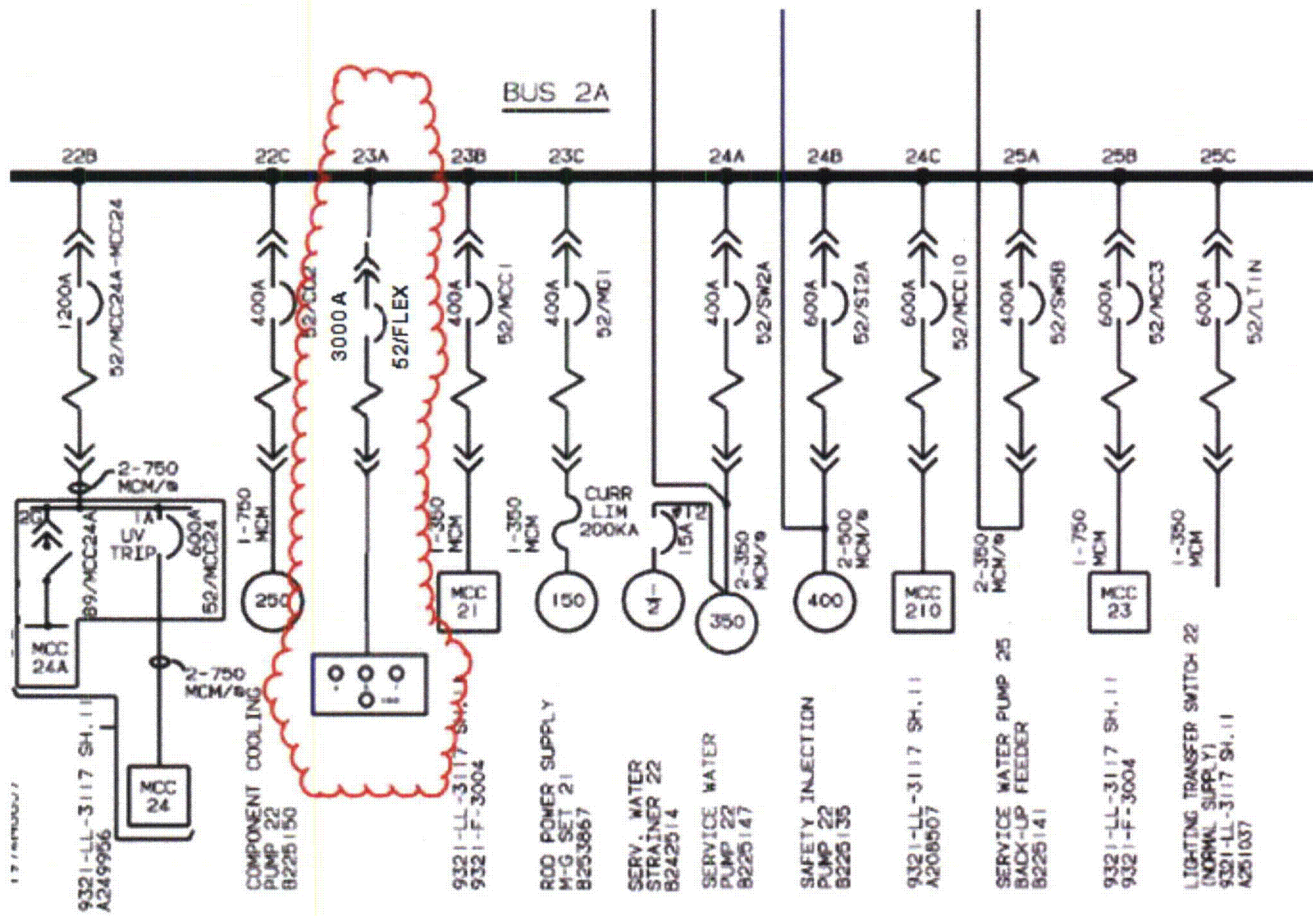 BUS 2A
22B
22C
23A
23B
23C
24A
24B
24C
25A
25B
25C
1200A
52/MCC24A-MCC24
400A
52/CC2
3000A
52/FLEX
400A
52/MCC1
400A
52/MG1
400A
52/SW2A
600A
52/SI2A
600A
52/MCC10
400A
52/SW5B
600A
52/MCC3
600A
52/LT1N
2-750
MCM/ø
2G
89/MCC24A
1A
UV
TRIP
600A
52/MCC24
MCC
24A
2-750
MCM/ø
MCC
24
1-750
MCM
250
1-350
MCM
MCC
21
1-350
MCM
150
CURR
LIM
200KA
15A
2-350
MCM/ø
350
2-500
MCM/ø
400
MCC
210
2-350
MCM/ø
1-750
MCM
MCC
23
1-350
MCM
9321-LL-3117 SH.11
A249956
COMPONENT COOLING
PUMP 22
B225150
9321-LL-3117 SH.11
9321-F-3004
ROD POWER SUPPLY
M-G SET 21
B253867
SERV. WATER
STRAINER 22
B242514
SERVICE WATER
PUMP 22
B225147
SAFETY INJECTION
PUMP 22
B225135
9321-LL-3117 SH.11
A208507
SERVICE WATER PUMP 25
BACK-UP FEEDER
B225141
9321-LL-3117 SH.11
9321-F-3004
LIGHTING TRANSFER SWITCH 22
(NORMAL SUPPLY)
9321-LL-3117 SH.11
A251037